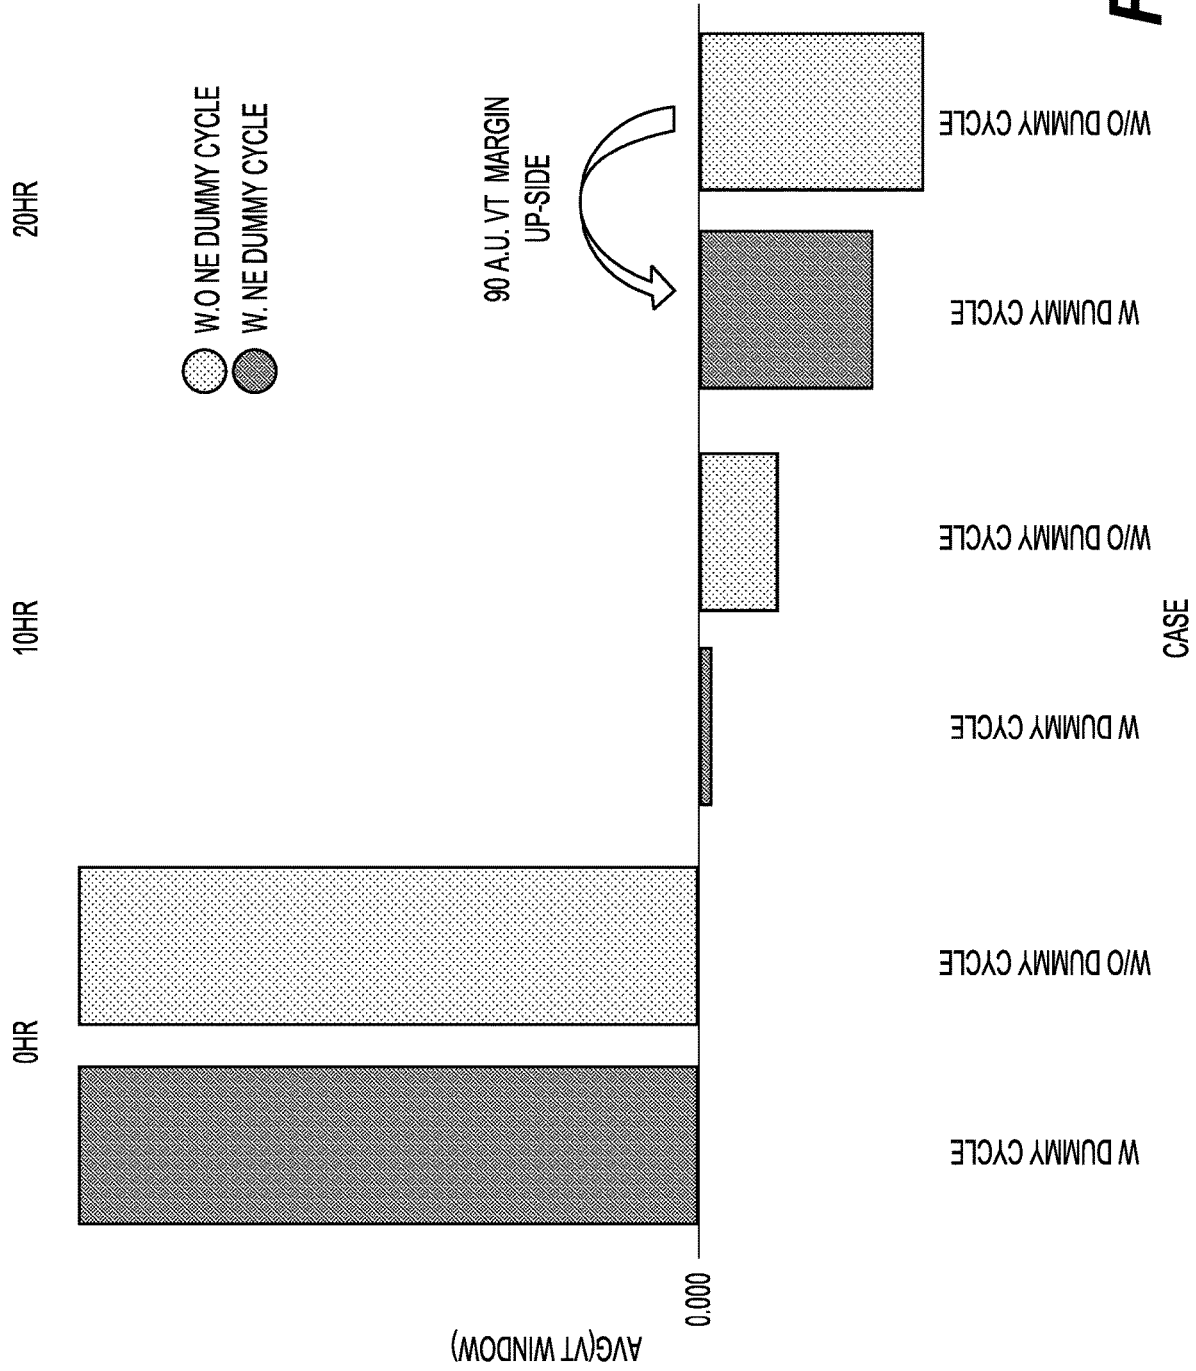 0HR
10HR
20HR
W.O NE DUMMY CYCLE
W. NE DUMMY CYCLE
90 A.U. VT MARGIN
UP-SIDE
AVG(VT WINDOW)
0.000
W DUMMY CYCLE
W/O DUMMY CYCLE
W DUMMY CYCLE
W/O DUMMY CYCLE
W DUMMY CYCLE
W/O DUMMY CYCLE
CASE